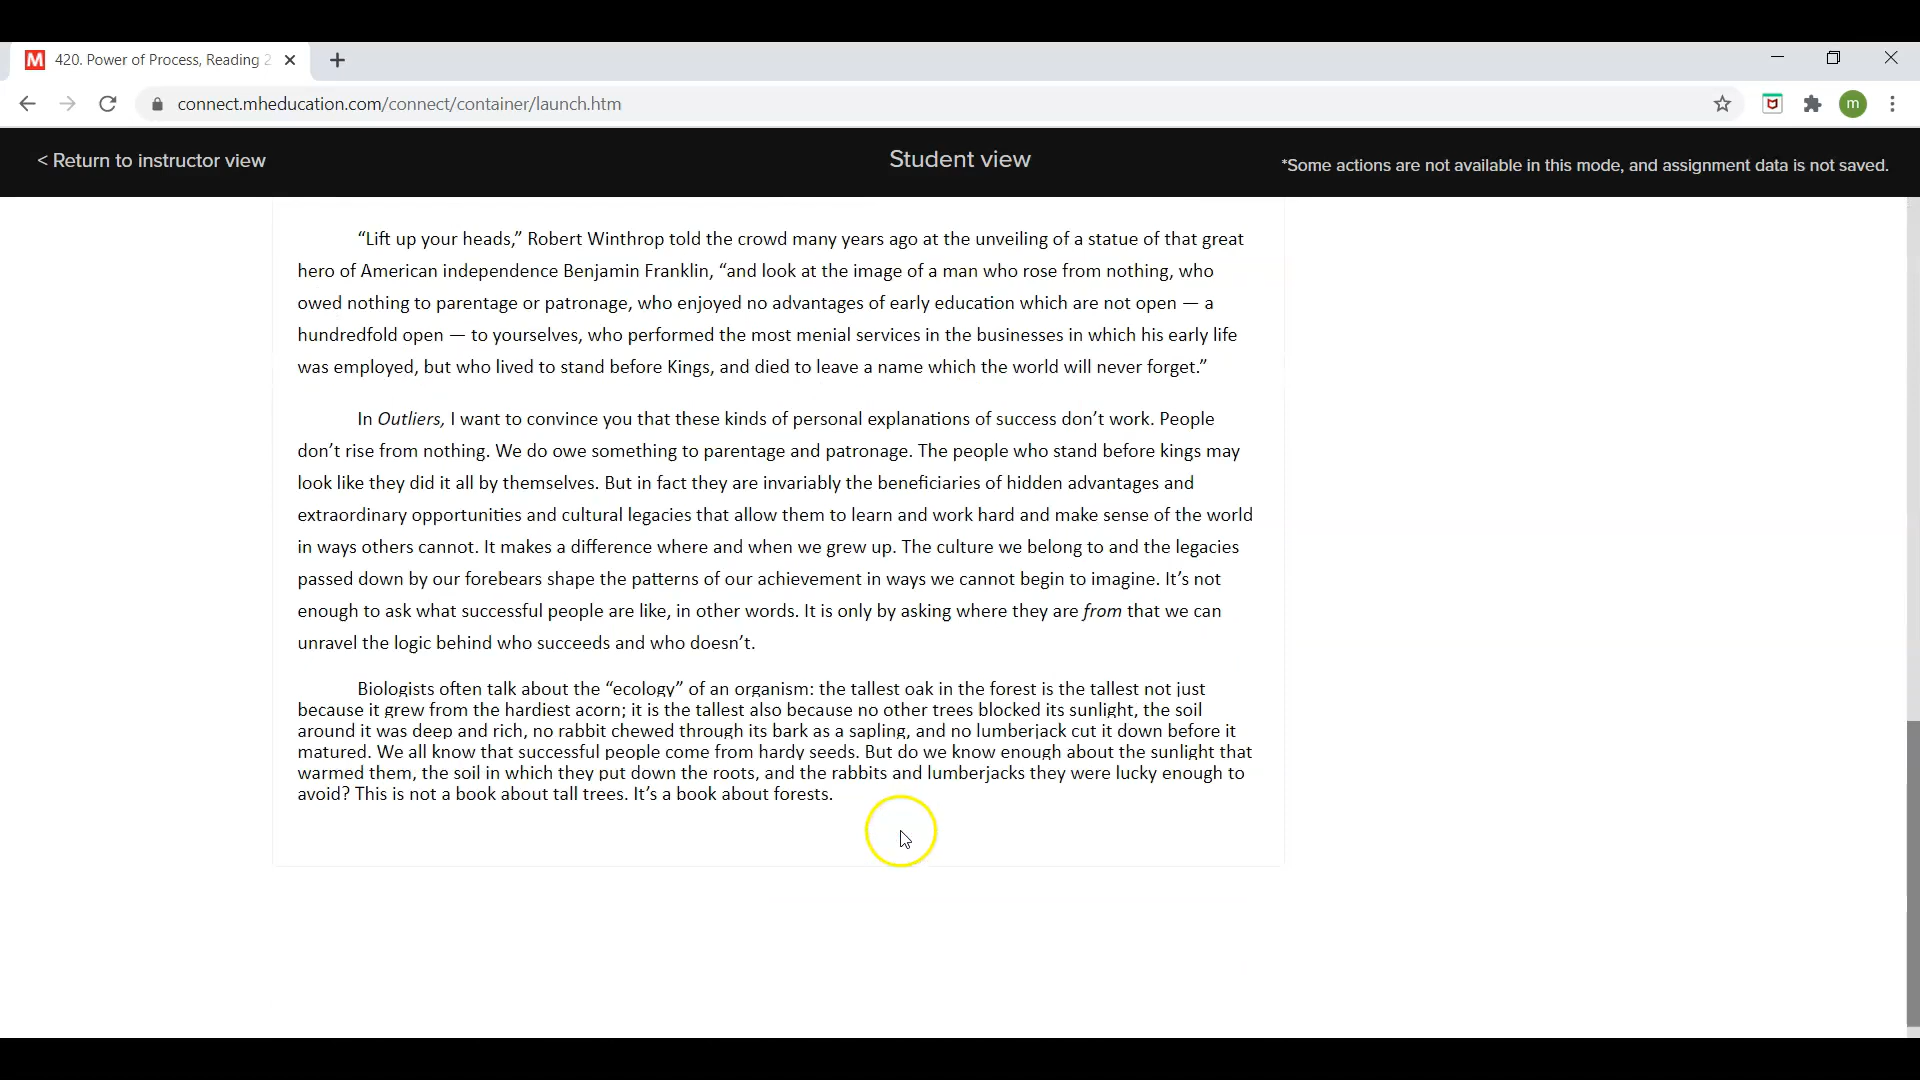 420. Power of Process, Reading 2
connect.mheducation.com/connect/container/launch.htm
m
< Return to instructor view
Student view
*Some actions are not available in this mode, and assignment data is not saved.
“Lift up your heads,” Robert Winthrop told the crowd many years ago at the unveiling of a statue of that great
hero of American independence Benjamin Franklin, “and look at the image of a man who rose from nothing, who
owed nothing to parentage or patronage, who enjoyed no advantages of early education which are not open — a
hundredfold open — to yourselves, who performed the most menial services in the businesses in which his early life
was employed, but who lived to stand before Kings, and died to leave a name which the world will never forget.”
In Outliers, I want to convince you that these kinds of personal explanations of success don’t work. People
don’t rise from nothing. We do owe something to parentage and patronage. The people who stand before kings may
look like they did it all by themselves. But in fact they are invariably the beneficiaries of hidden advantages and
extraordinary opportunities and cultural legacies that allow them to learn and work hard and make sense of the world
in ways others cannot. It makes a difference where and when we grew up. The culture we belong to and the legacies
passed down by our forebears shape the patterns of our achievement in ways we cannot begin to imagine. It’s not
enough to ask what successful people are like, in other words. It is only by asking where they are from that we can
unravel the logic behind who succeeds and who doesn’t.
Biologists often talk about the “ecology” of an organism: the tallest oak in the forest is the tallest not just
because it grew from the hardiest acorn; it is the tallest also because no other trees blocked its sunlight, the soil
around it was deep and rich, no rabbit chewed through its bark as a sapling, and no lumberjack cut it down before it
matured. We all know that successful people come from hardy seeds. But do we know enough about the sunlight that
warmed them, the soil in which they put down the roots, and the rabbits and lumberjacks they were lucky enough to
avoid? This is not a book about tall trees. It’s a book about forests.